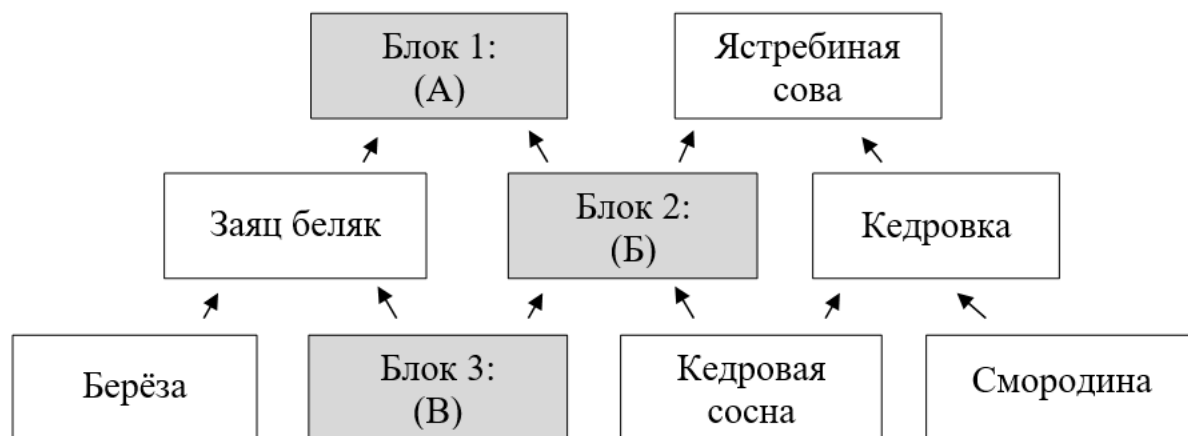 Блок 1:
(А)
Ястребиная
сова
Заяц беляк
Блок 2:
(Б)
Кедровка
Берёза
Блок 3:
(В)
Кедровая
сосна
Смородина